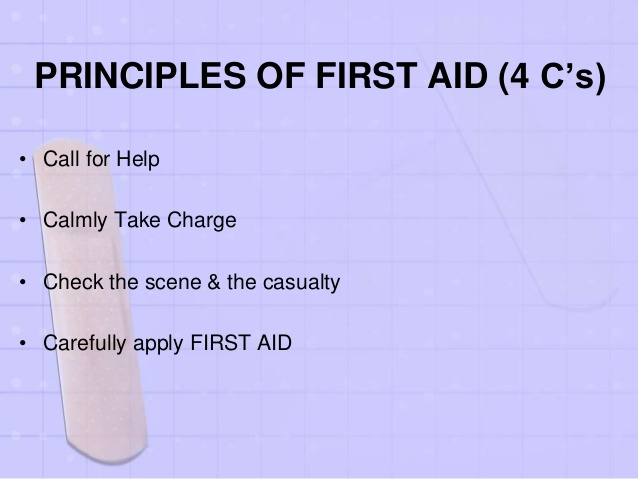 PRINCIPLES OF FIRST AID (4 C’s)
• Call for Help
• Calmly Take Charge
• Check the scene & the casualty
• Carefully apply FIRST AID